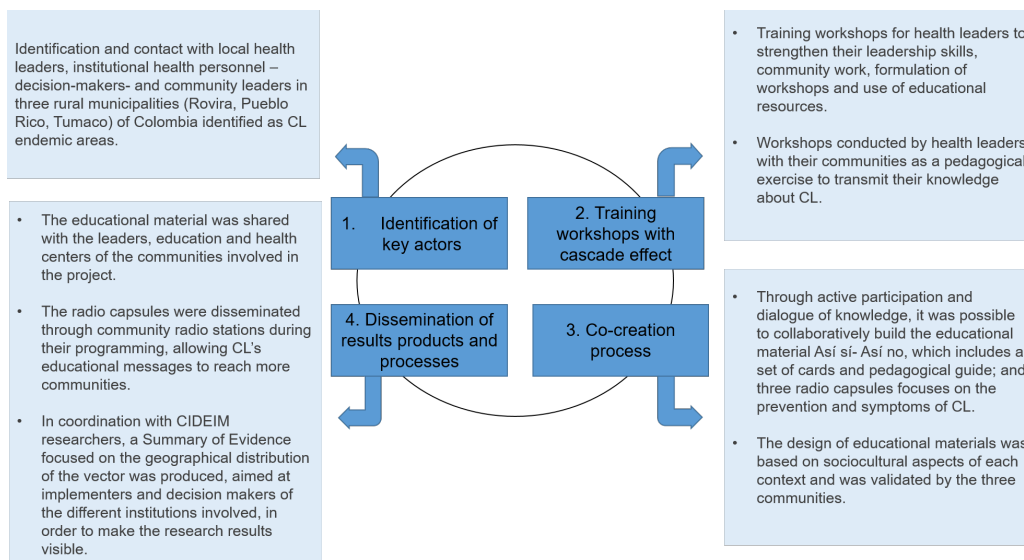 Identification and contact with local health
leaders, institutional health personnel –
decision-makers- and community leaders in
three rural municipalities (Rovira, Pueblo
Rico, Tumaco) of Colombia identified as CL
endemic areas.
• Training workshops for health leaders to
strengthen their leadership skills,
community work, formulation of
workshops and use of educational
resources.
• Workshops conducted by health leaders
with their communities as a pedagogical
exercise to transmit their knowledge
about CL.
1. Identification of
key actors
2. Training
workshops with
cascade effect
3. Co-creation
process
4. Dissemination of
results products and
processes
• The educational material was shared
with the leaders, education and health
centers of the communities involved in
the project.
• The radio capsules were disseminated
through community radio stations during
their programming, allowing CL’s
educational messages to reach more
communities.
• In coordination with CIDEIM
researchers, a Summary of Evidence
focused on the geographical distribution
of the vector was produced, aimed at
implementers and decision makers of
the different institutions involved, in
order to make the research results
visible.
• Through active participation and
dialogue of knowledge, it was possible
to collaboratively build the educational
material Así sí- Así no, which includes a
set of cards and pedagogical guide; and
three radio capsules focuses on the
prevention and symptoms of CL.
• The design of educational materials was
based on sociocultural aspects of each
context and was validated by the three
communities.